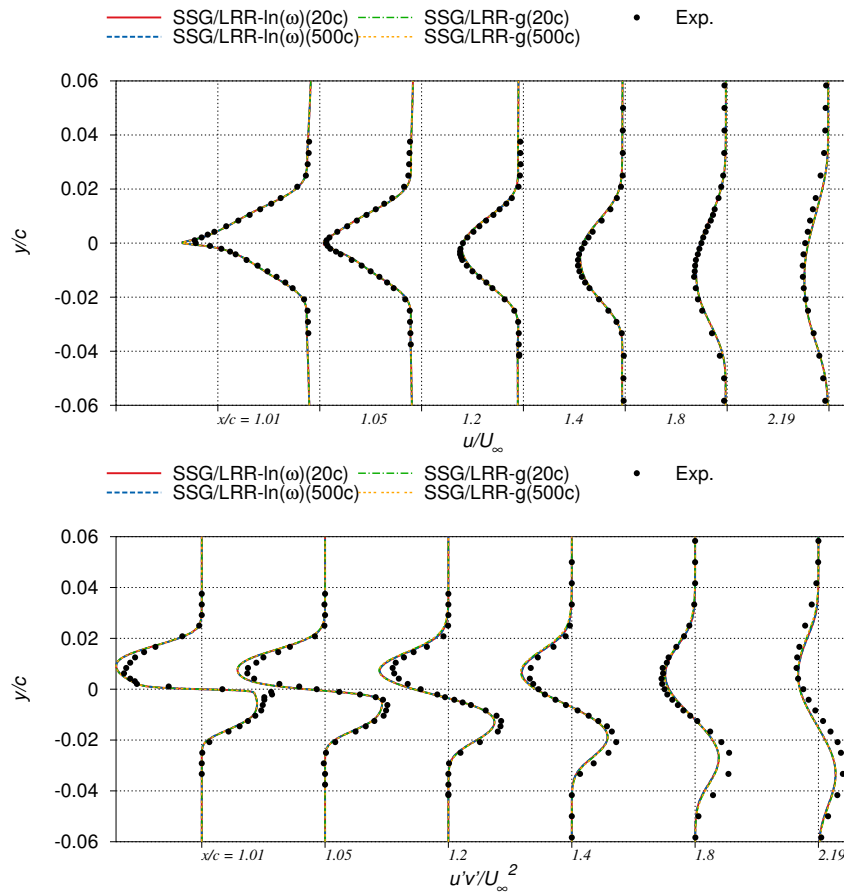 SSG/LRR-ln(ω)(20c) SSG/LRR-g(20c) Exp.
SSG/LRR-ln(ω)(500c) SSG/LRR-g(500c)
0.06
0.04
0.02
0
-0.02
-0.04
-0.06
y/c
x/c = 1.01 1.05 1.2 1.4 1.8 2.19
u/U∞
SSG/LRR-ln(ω)(20c) SSG/LRR-g(20c) Exp.
SSG/LRR-ln(ω)(500c) SSG/LRR-g(500c)
0.06
0.04
0.02
0
-0.02
-0.04
-0.06
y/c
x/c = 1.01 1.05 1.2 1.4 1.8 2.19
u'v'/U∞²